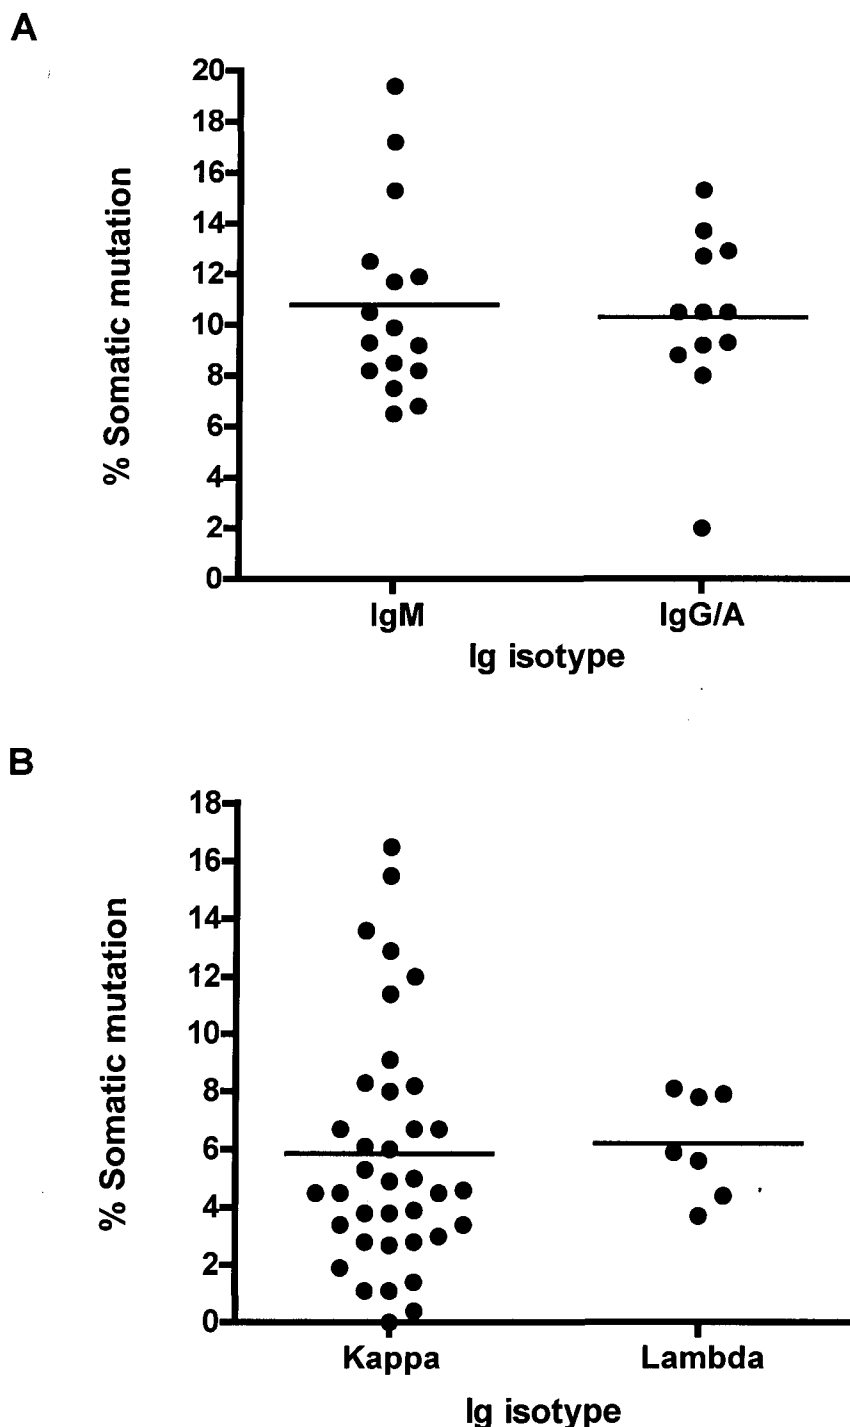 A
% Somatic mutation
20
18
16
14
12
10
8
6
4
2
0
IgM IgG/A
Ig isotype
B
% Somatic mutation
18
16
14
12
10
8
6
4
2
0
Kappa Lambda
Ig isotype